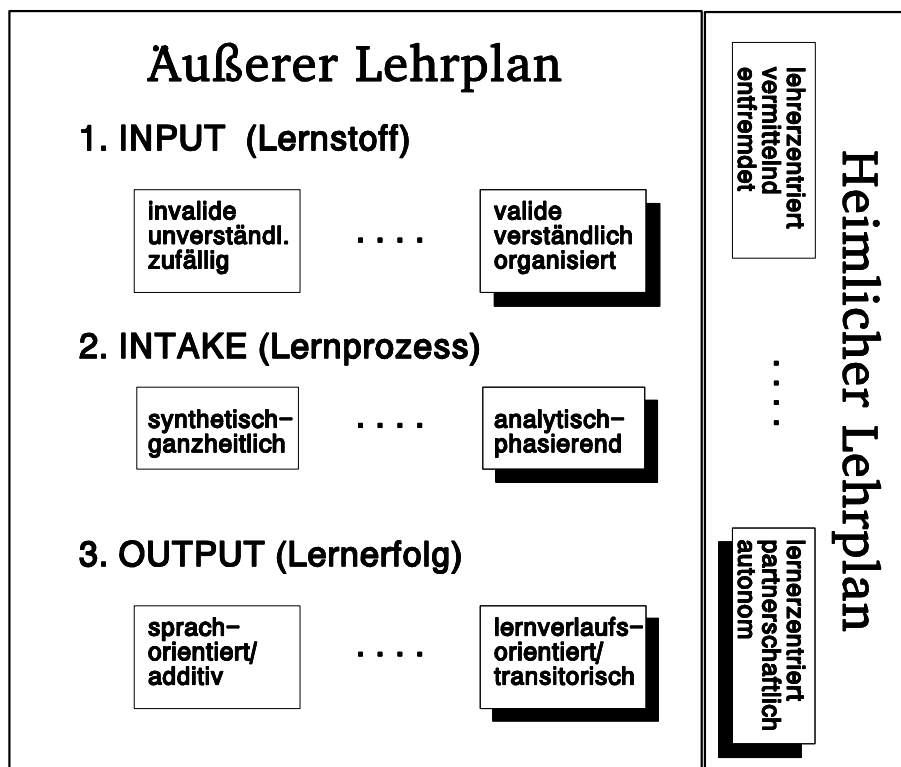 Äußerer Lehrplan
1. INPUT (Lernstoff)
invalide
unverständl.
zufällig
. . . .
valide
verständlich
organisiert
2. INTAKE (Lernprozess)
synthetisch-
ganzheitlich
. . . .
analytisch-
phasierend
3. OUTPUT (Lernerfolg)
sprach-
orientiert/
additiv
. . . .
lernverlaufs-
orientiert/
transitorisch
Heimlicher Lehrplan
lehrerzentriert
vermittelnd
entfremdet
. . . .
lernerzentriert
partnerschaftlich
autonom